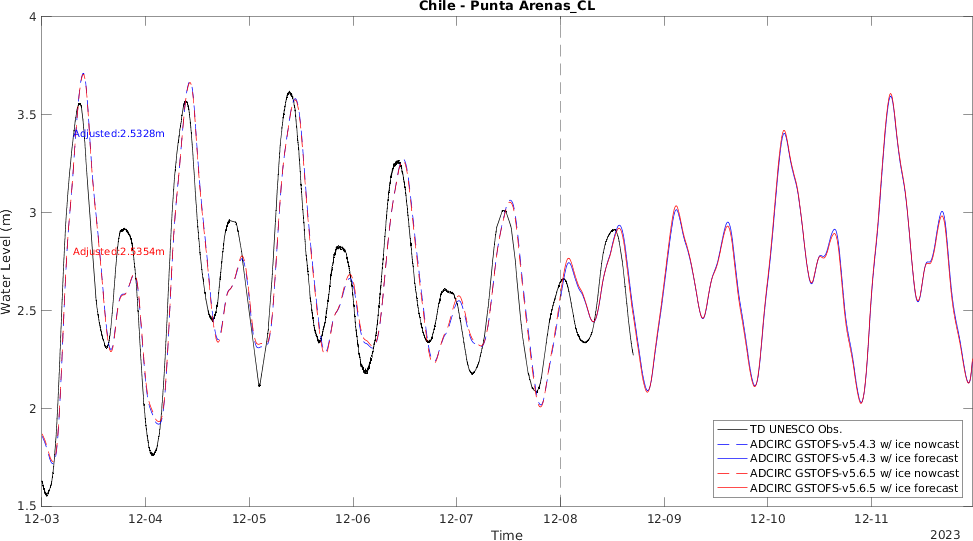 Chile - Punta Arenas_CL
4
3.5
3
2.5
2
1.5
Water Level (m)
Adjusted:2.5328m
Adjusted:2.5354m
TD UNESCO Obs.
ADCIRC GSTOFS-v5.4.3 w/ ice nowcast
ADCIRC GSTOFS-v5.4.3 w/ ice forecast
ADCIRC GSTOFS-v5.6.5 w/ ice nowcast
ADCIRC GSTOFS-v5.6.5 w/ ice forecast
12-03 12-04 12-05 12-06 12-07 12-08 12-09 12-10 12-11
Time
2023